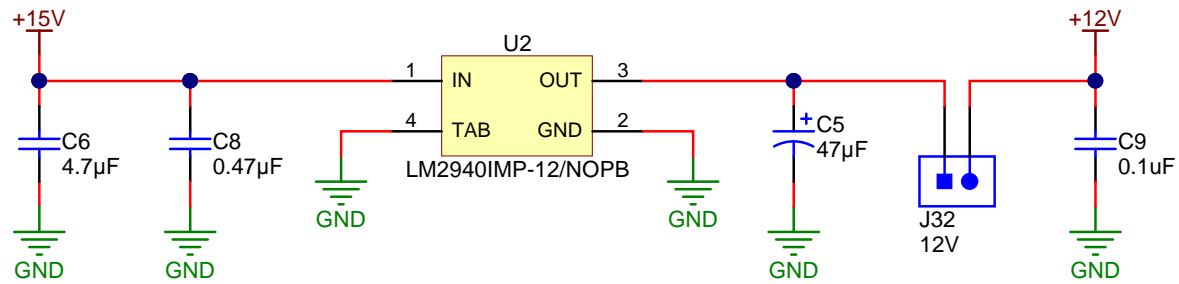 +15V
+12V
U2
1
IN
OUT
3
4
TAB
GND
2
LM2940IMP-12/NOPB
C6
4.7µF
C8
0.47µF
+
C5
47µF
C9
0.1uF
J32
12V
GND
GND
GND
GND
GND
GND